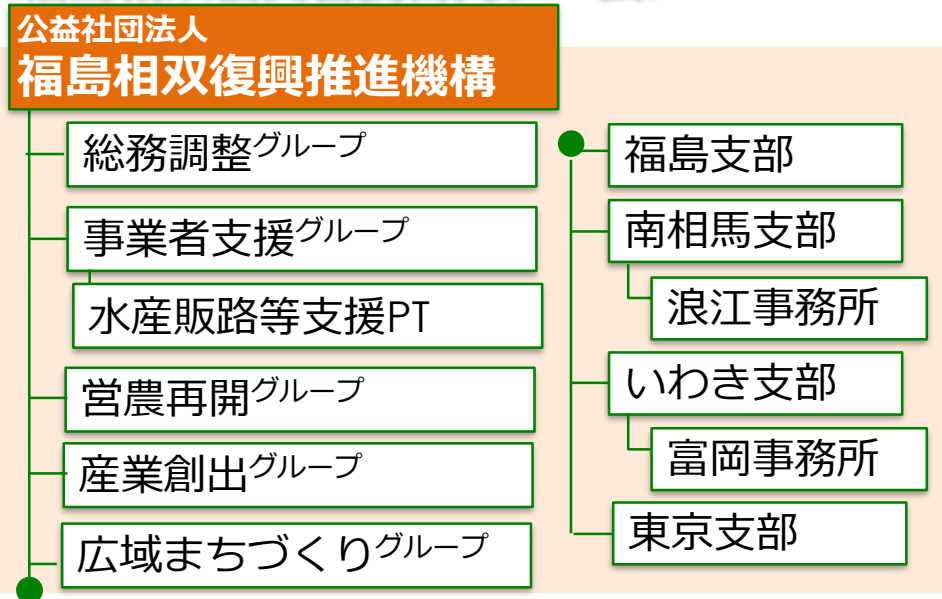 公益社団法人
福島相双復興推進機構
総務調整グループ
事業者支援グループ
水産販路等支援PT
営農再開グループ
産業創出グループ
広域まちづくりグループ
福島支部
南相馬支部
浪江事務所
いわき支部
富岡事務所
東京支部